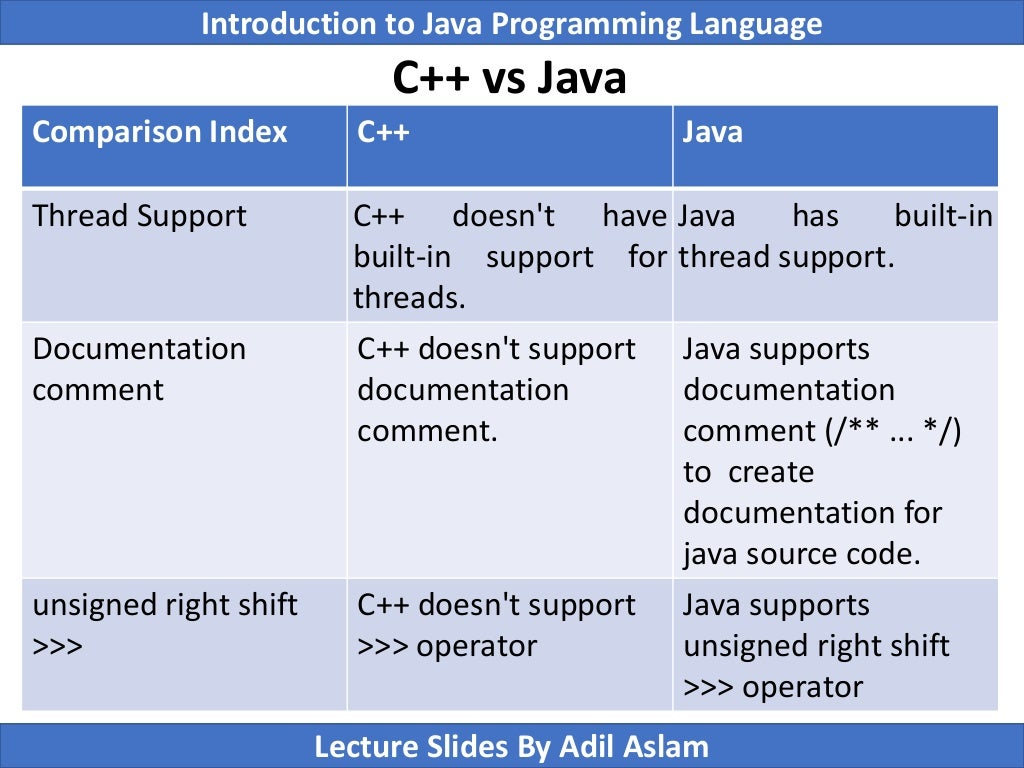 Introduction to Java Programming Language
C++ vs Java
Comparison Index
C++
Java
Thread Support
C++ doesn't have
built-in support for
threads.
Java has built-in
thread support.
Documentation
comment
C++ doesn't support
documentation
comment.
Java supports
documentation
comment (/** ... */)
to create
documentation for
java source code.
unsigned right shift
>>>
C++ doesn't support
>>> operator
Java supports
unsigned right shift
>>> operator
Lecture Slides By Adil Aslam